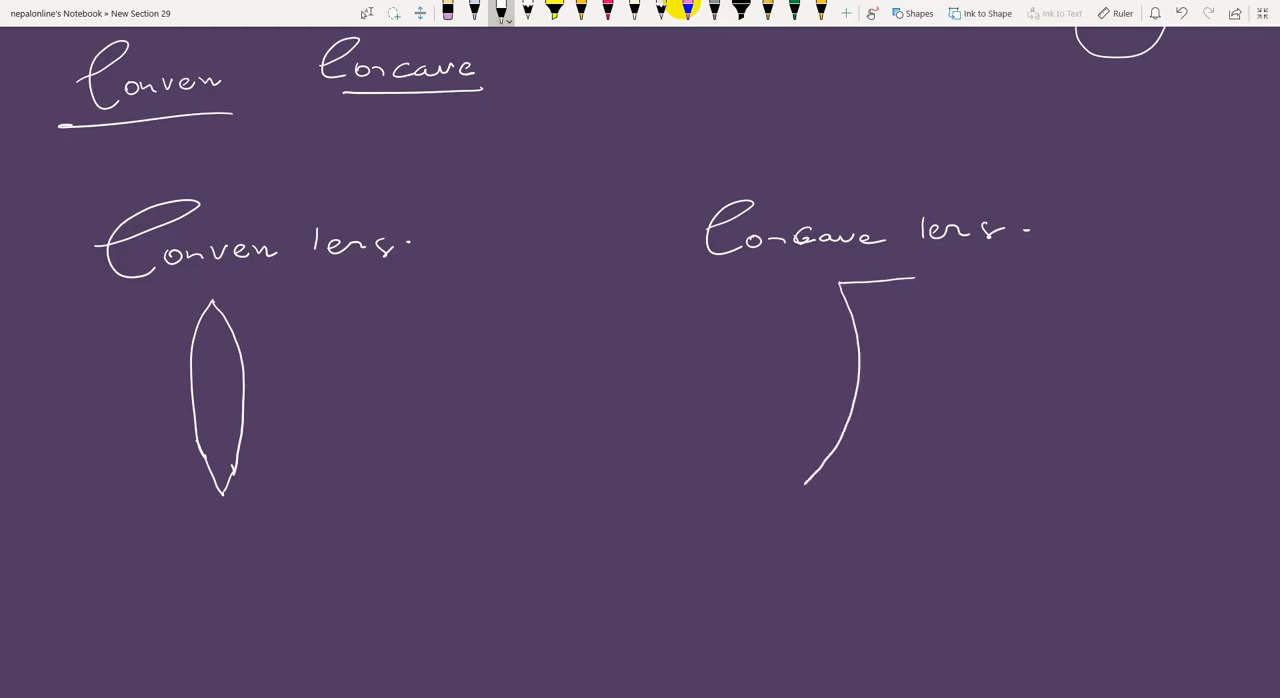 nepalonline's Notebook » New Section 29
Shapes Ink to Shape Ink to Text Ruler
Conven Concave
Conven lens. Concave lens.